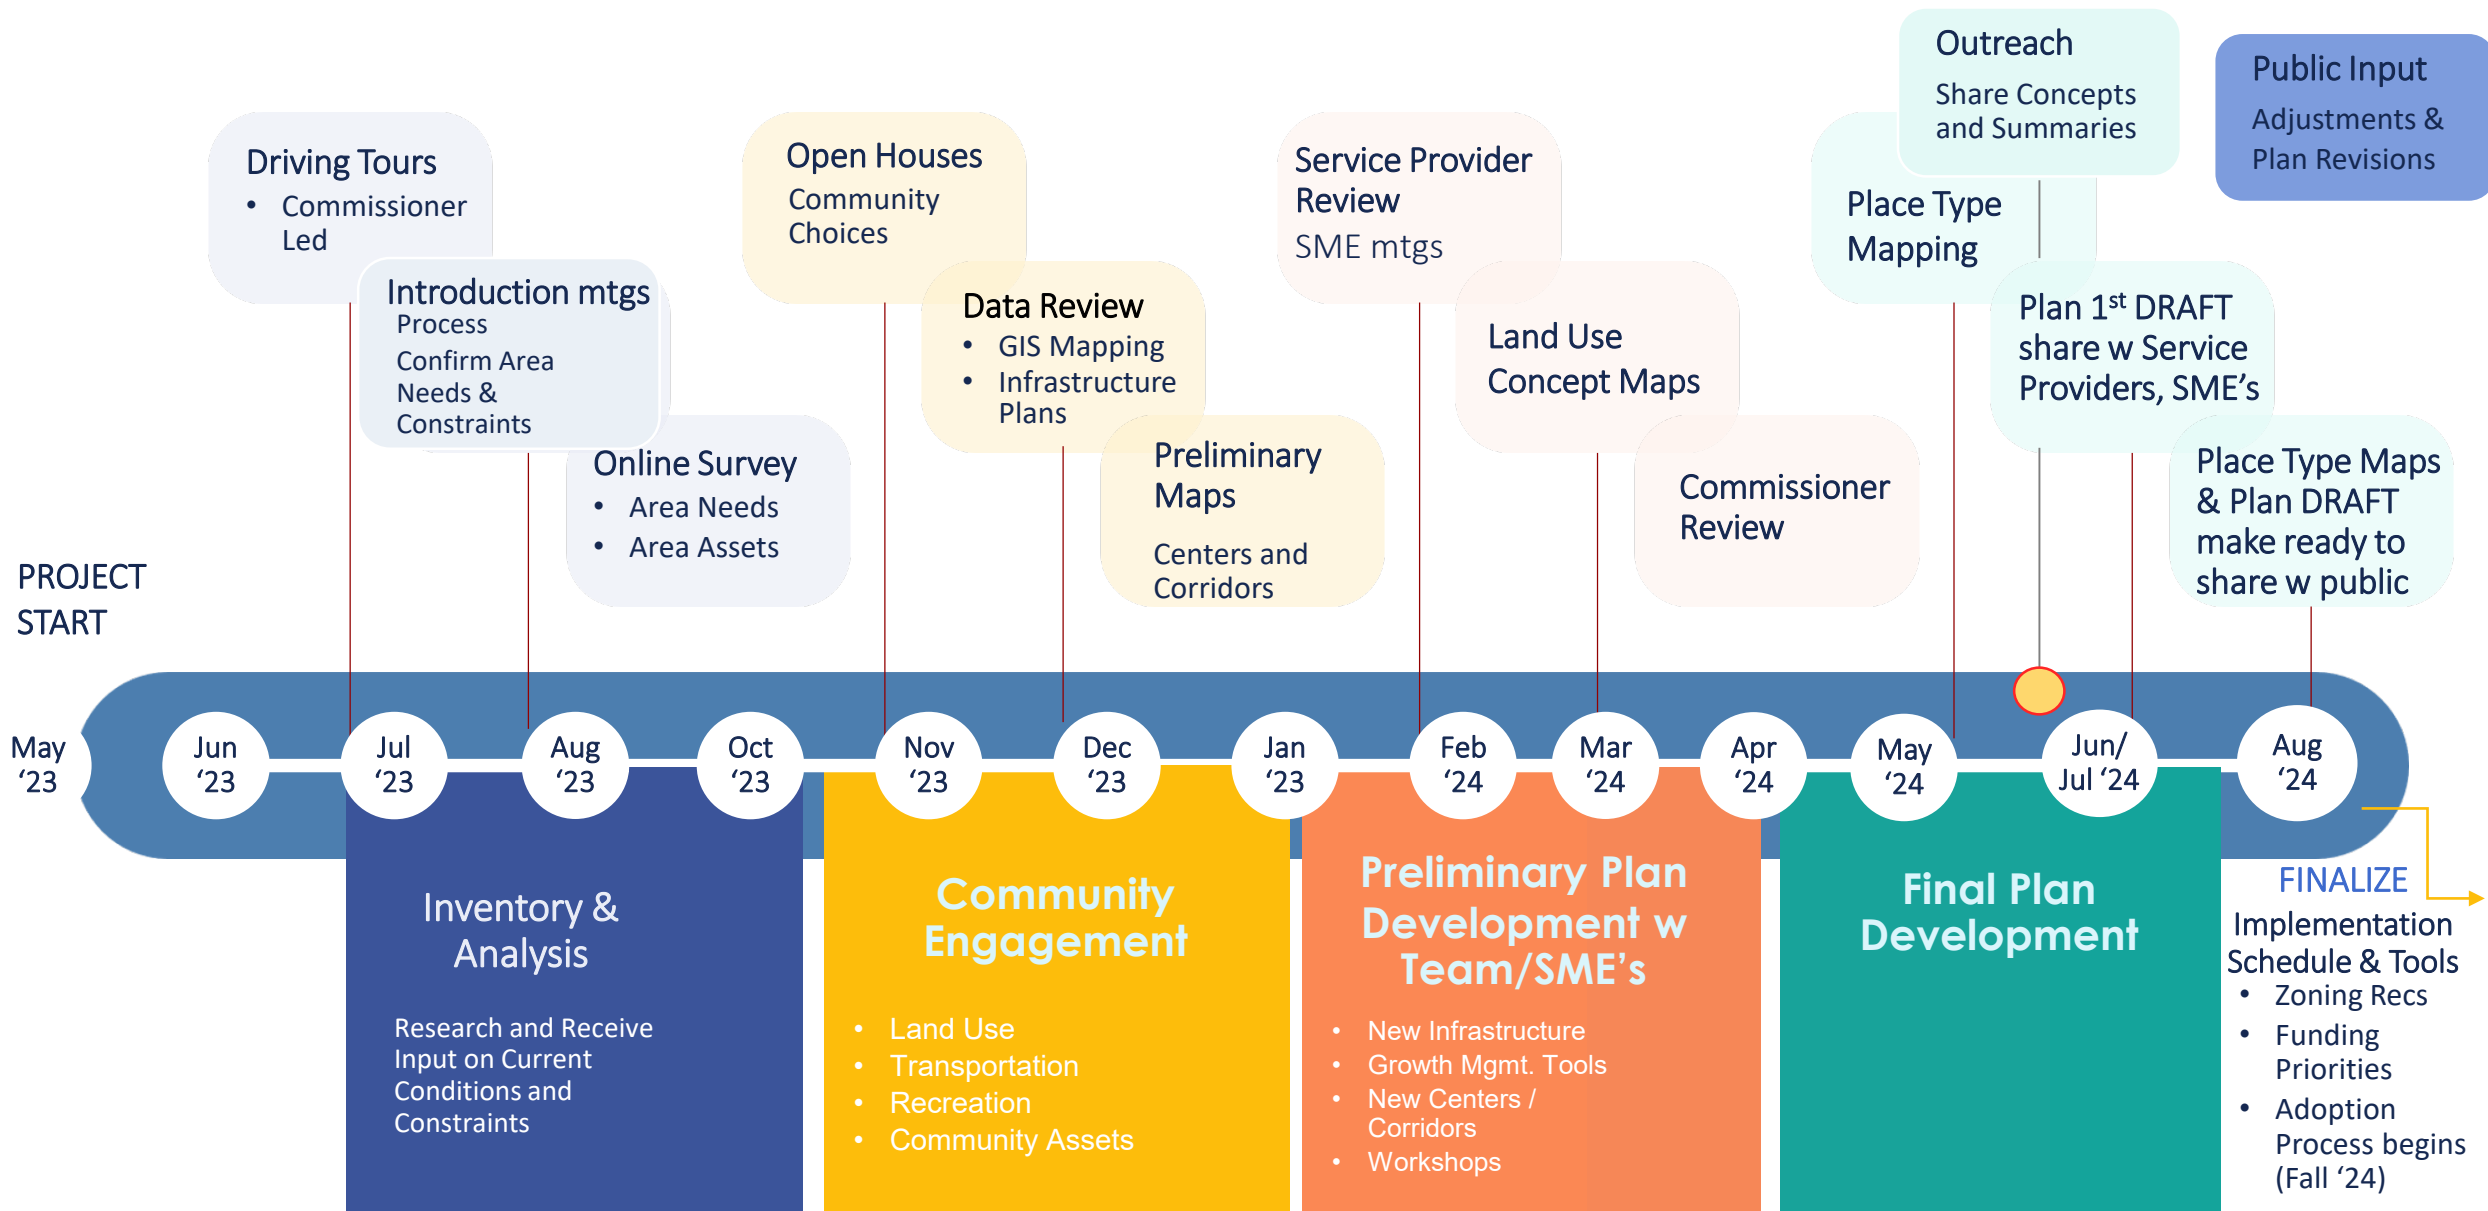 Driving Tours
• Commissioner
Led
Introduction mtgs
Process
Confirm Area
Needs &
Constraints
Online Survey
• Area Needs
• Area Assets
Open Houses
Community
Choices
Data Review
• GIS Mapping
• Infrastructure
Plans
Preliminary
Maps
Centers and
Corridors
Service Provider
Review
SME mtgs
Land Use
Concept Maps
Commissioner
Review
Place Type
Mapping
Outreach
Share Concepts
and Summaries
Plan 1st DRAFT
share w Service
Providers, SME’s
Place Type Maps
& Plan DRAFT
make ready to
share w public
Public Input
Adjustments &
Plan Revisions
PROJECT
START
May
‘23
Jun
‘23
Jul
‘23
Aug
‘23
Oct
‘23
Nov
‘23
Dec
‘23
Jan
‘23
Feb
‘24
Mar
‘24
Apr
‘24
May
‘24
Jun/
Jul ‘24
Aug
‘24
Inventory &
Analysis
Research and Receive
Input on Current
Conditions and
Constraints
Community
Engagement
• Land Use
• Transportation
• Recreation
• Community Assets
Preliminary Plan
Development w
Team/SME’s
• New Infrastructure
• Growth Mgmt. Tools
• New Centers /
Corridors
• Workshops
Final Plan
Development
FINALIZE
Implementation
Schedule & Tools
• Zoning Recs
• Funding
Priorities
• Adoption
Process begins
(Fall ‘24)